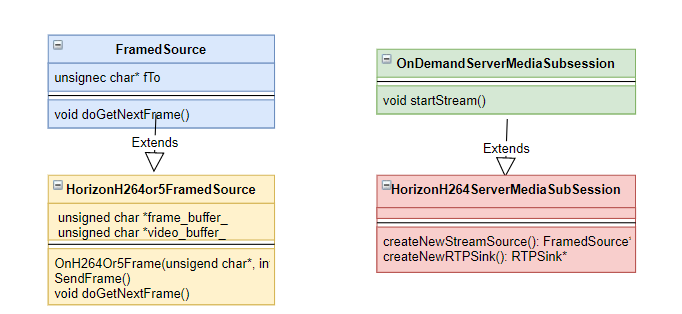 FramedSource
unsignec char* fTo
void doGetNextFrame()
Extends
HorizonH264or5FramedSource
unsigned char *frame_buffer_
unsigned char *video_buffer_
OnH264Or5Frame(unsigend char*, in
SendFrame()
void doGetNextFrame()
OnDemandServerMediaSubsession
void startStream()
Extends
HorizonH264ServerMediaSubSession
createNewStreamSource(): FramedSource*
createNewRTPSink(): RTPSink*